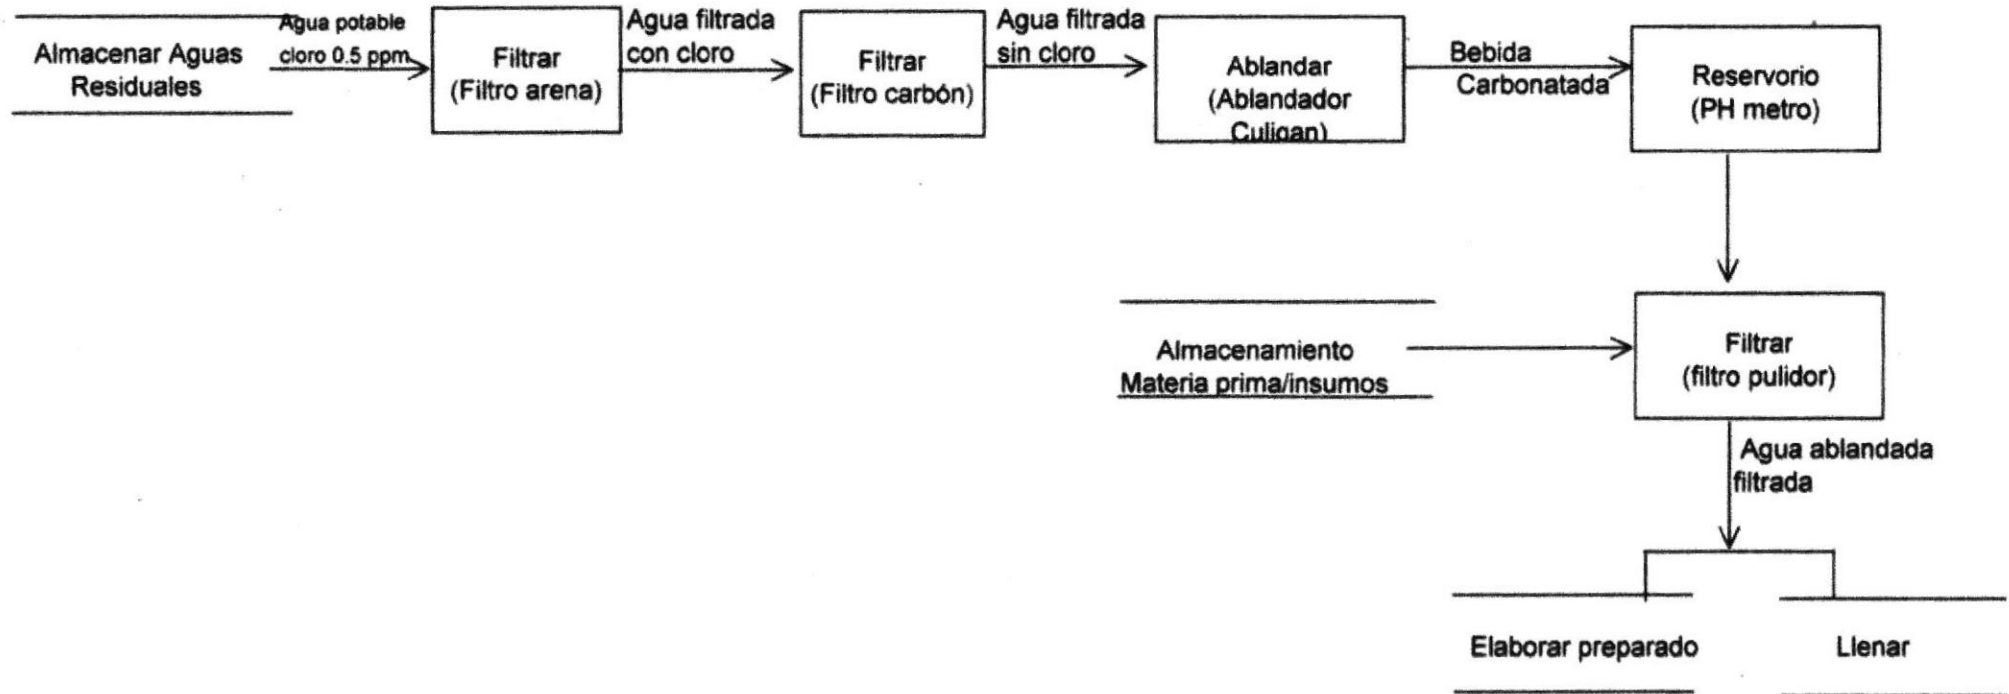 Almacenar Aguas
Residuales
Agua potable
cloro 0.5 ppm
Filtrar
(Filtro arena)
Agua filtrada
con cloro
Filtrar
(Filtro carbón)
Agua filtrada
sin cloro
Ablandar
(Ablandador
Culigan)
Bebida
Carbonatada
Reservorio
(PH metro)
Almacenamiento
Materia prima/insumos
Filtrar
(filtro pulidor)
Agua ablandada
filtrada
Elaborar preparado
Llenar